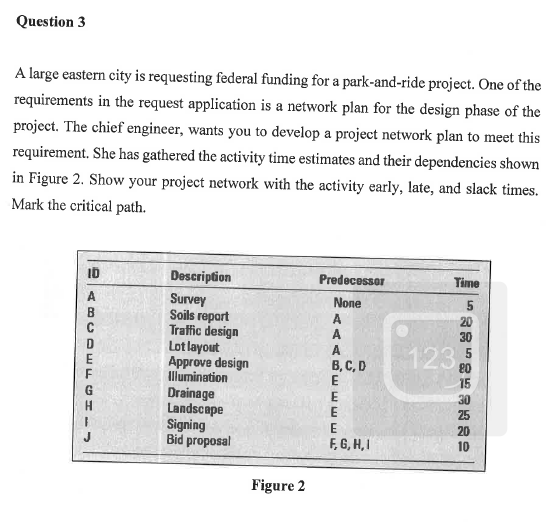 Question 3
A large eastern city is requesting federal funding for a park-and-ride project. One of the
requirements in the request application is a network plan for the design phase of the
project. The chief engineer, wants you to develop a project network plan to meet this
requirement. She has gathered the activity time estimates and their dependencies shown
in Figure 2. Show your project network with the activity early, late, and slack times.
Mark the critical path.
ID Description Predecessor Time
A Survey None 5
B Soils report A 20
C Traffic design A 30
D Lot layout A 5
E Approve design B, C, D 80
F Illumination E 15
G Drainage E 30
H Landscape E 25
I Signing E 20
J Bid proposal F, G, H, I 10
123
Figure 2